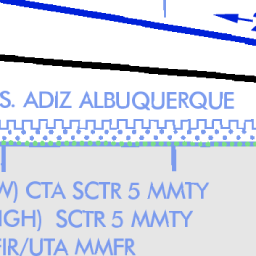 S. ADIZ ALBUQUERQUE
W) CTA SCTR 5 MMTY
IGH) SCTR 5 MMTY
FIR/UTA MMFR